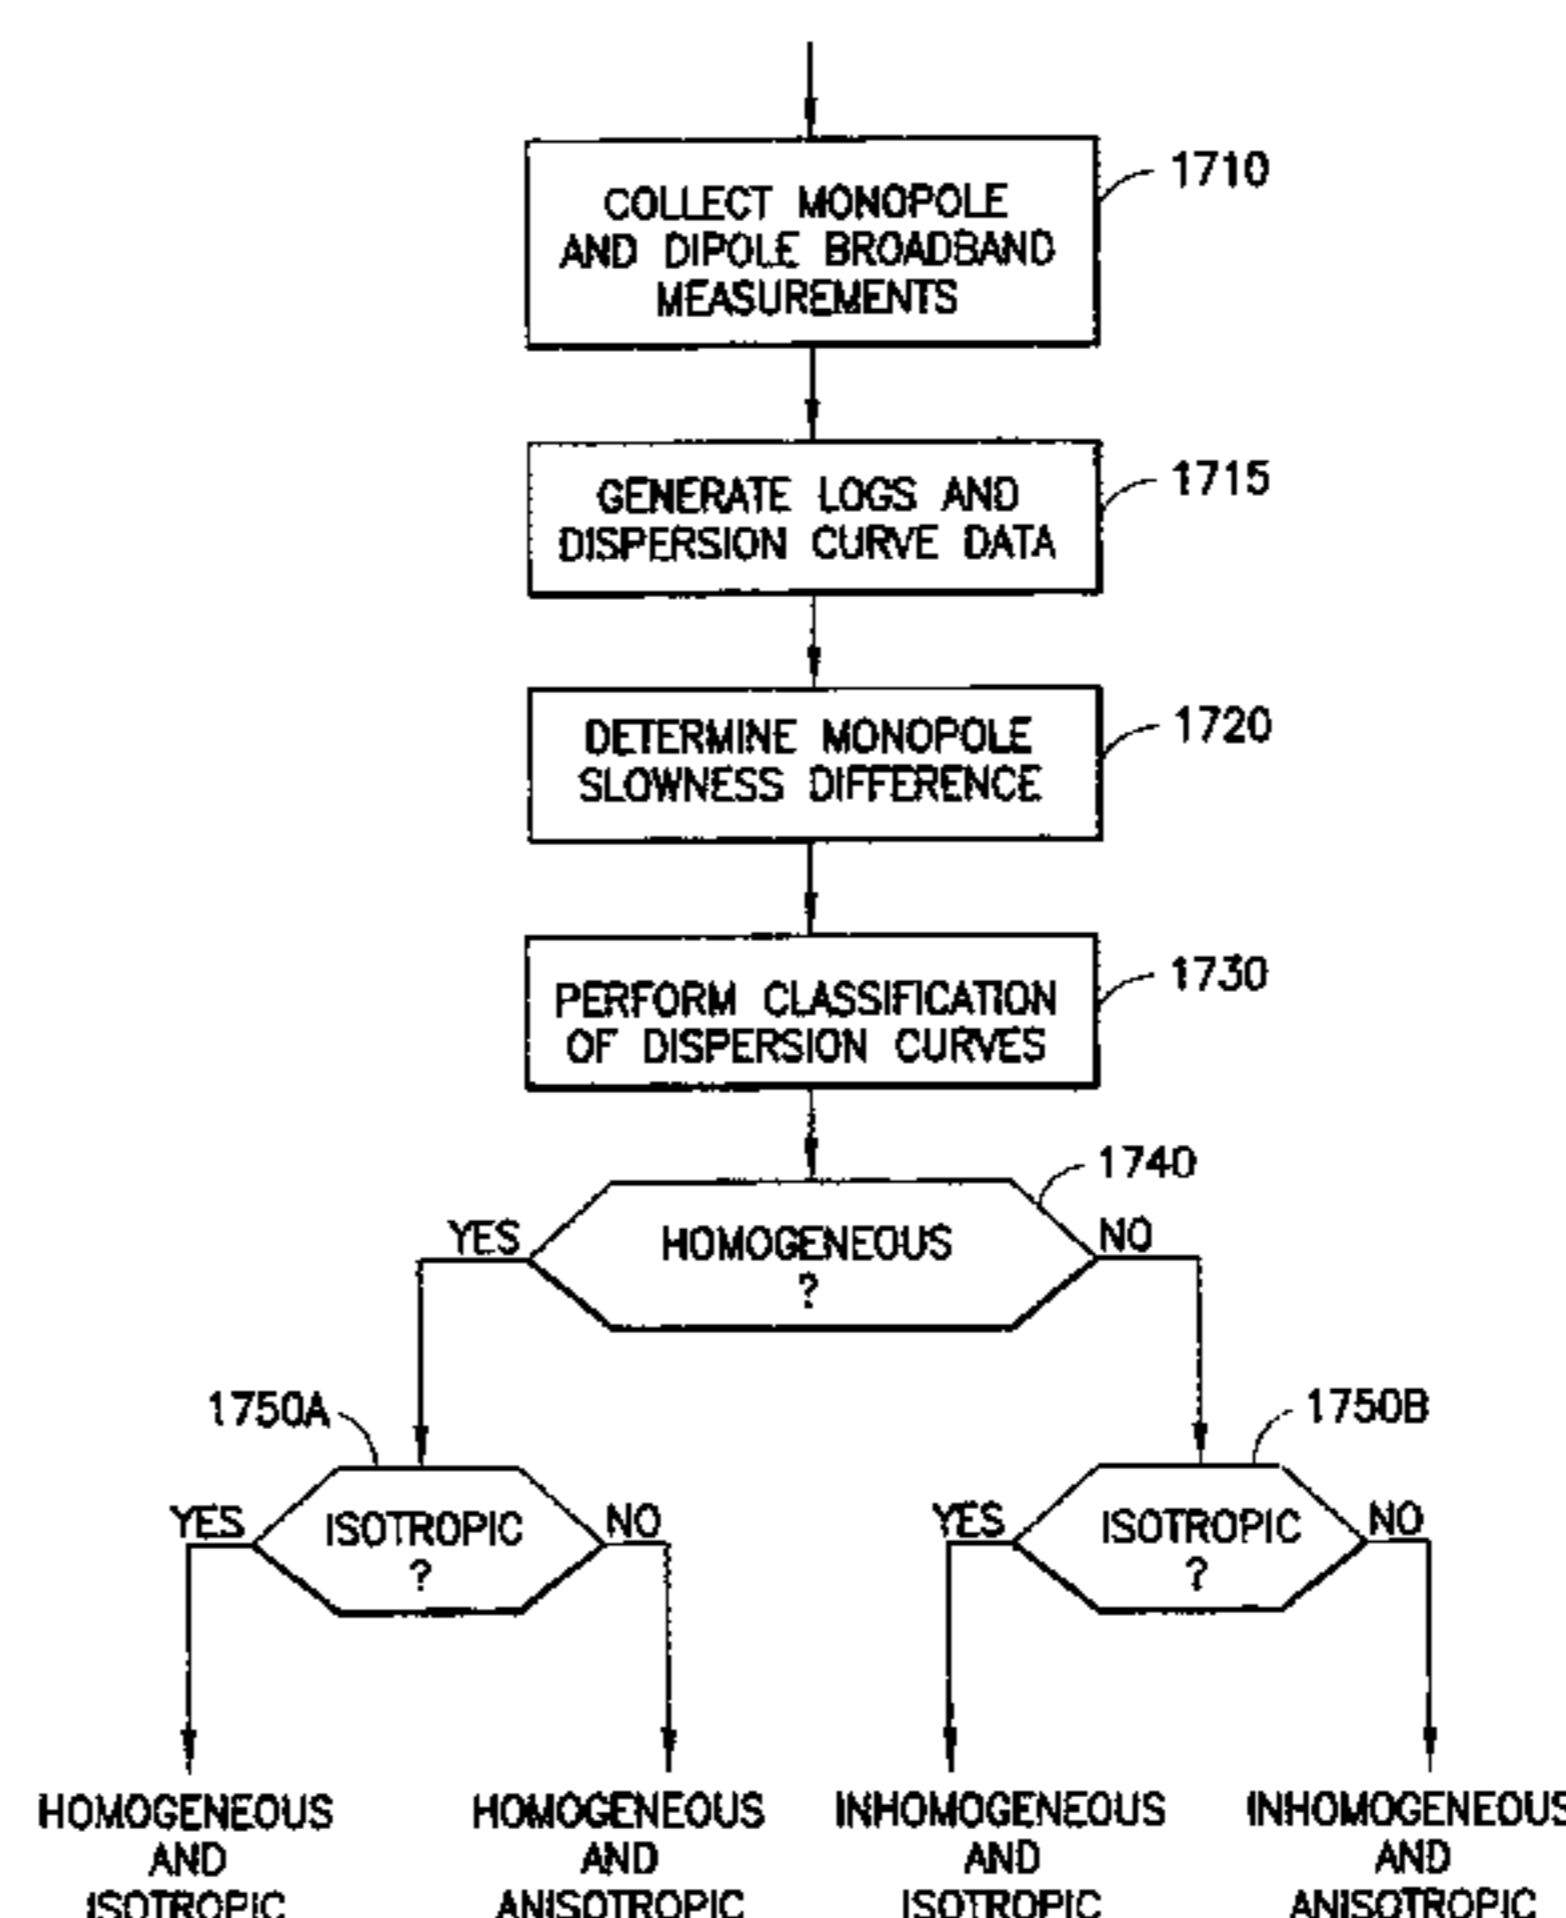 COLLECT MONOPOLE
AND DIPOLE BROADBAND
MEASUREMENTS
1710
GENERATE LOGS AND
DISPERSION CURVE DATA
1715
DETERMINE MONOPOLE
SLOWNESS DIFFERENCE
1720
PERFORM CLASSIFICATION
OF DISPERSION CURVES
1730
1740
YES
HOMOGENEOUS
?
NO
1750A
YES
ISOTROPIC
?
NO
1750B
YES
ISOTROPIC
?
NO
HOMOGENEOUS
AND
ISOTROPIC
HOMOGENEOUS
AND
ANISOTROPIC
INHOMOGENEOUS
AND
ISOTROPIC
INHOMOGENEOUS
AND
ANISOTROPIC